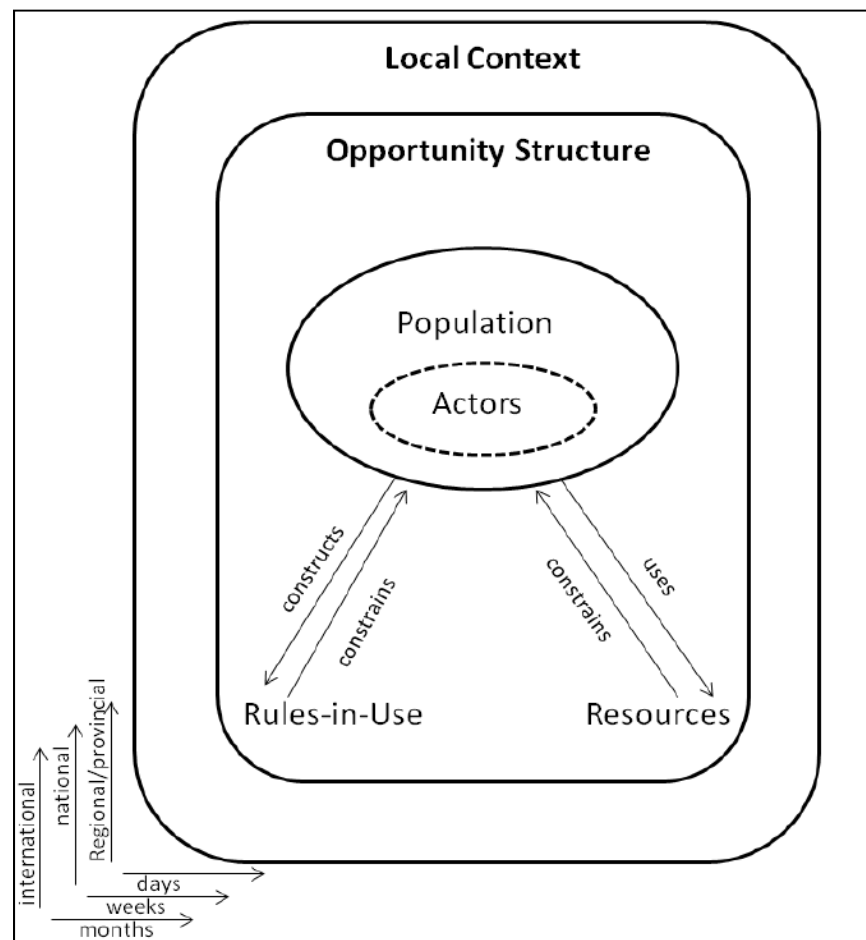 Local Context
Opportunity Structure
Population
Actors
constructs
constrains
constrains
uses
Rules-in-Use
Resources
international
national
Regional/provincial
days
weeks
months